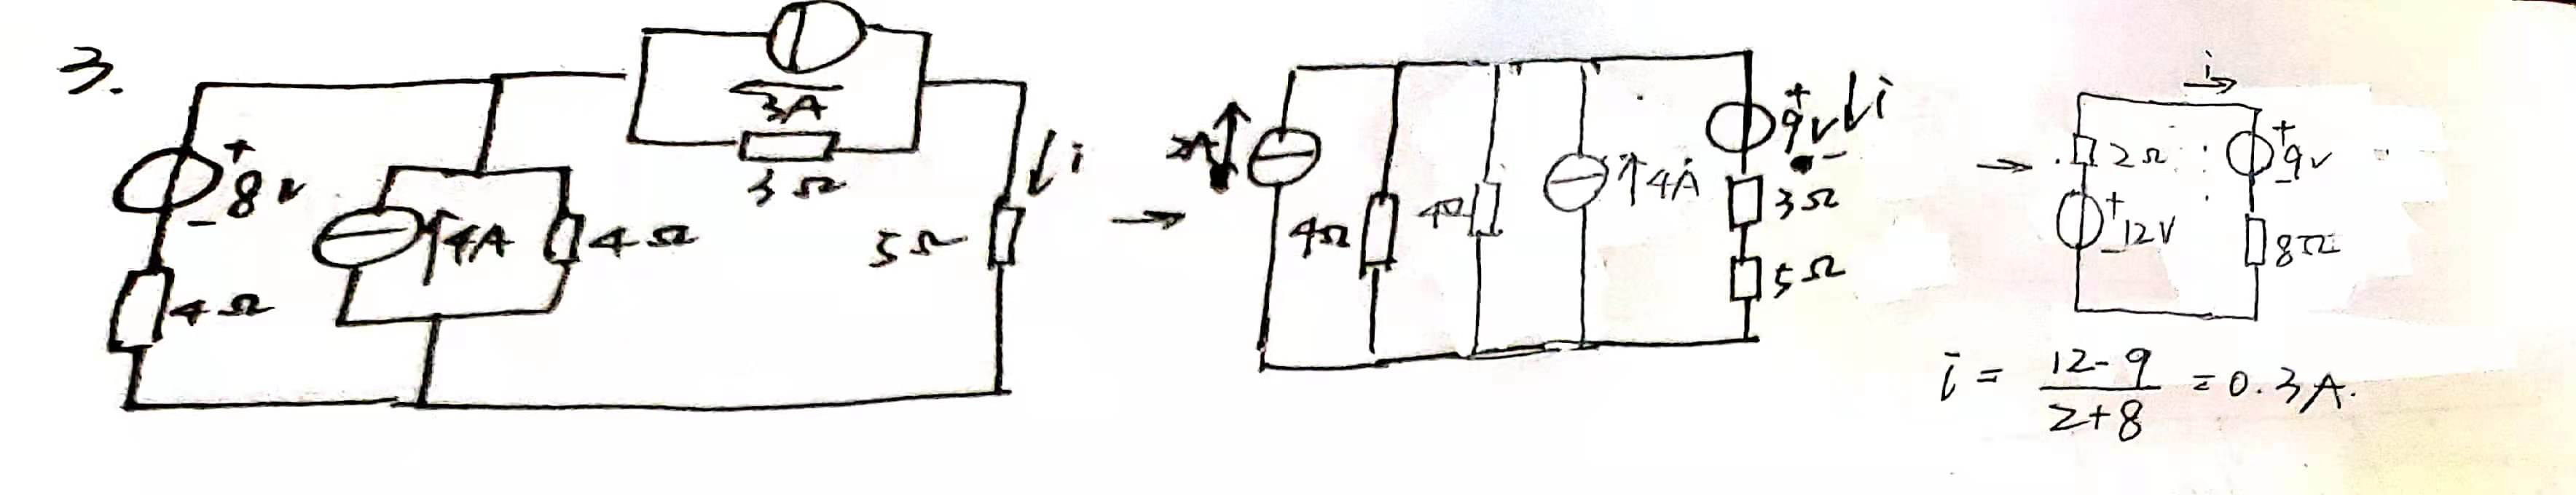 3.
3A
3Ω
+
8V
-
4Ω
4A
4Ω
5Ω
i
→
2A
4Ω
4Ω
4A
+
9V
-
i
3Ω
5Ω
→
i
2Ω
+
12V
-
+
9V
-
8Ω
i = 12-9 / 2+8 = 0.3A.